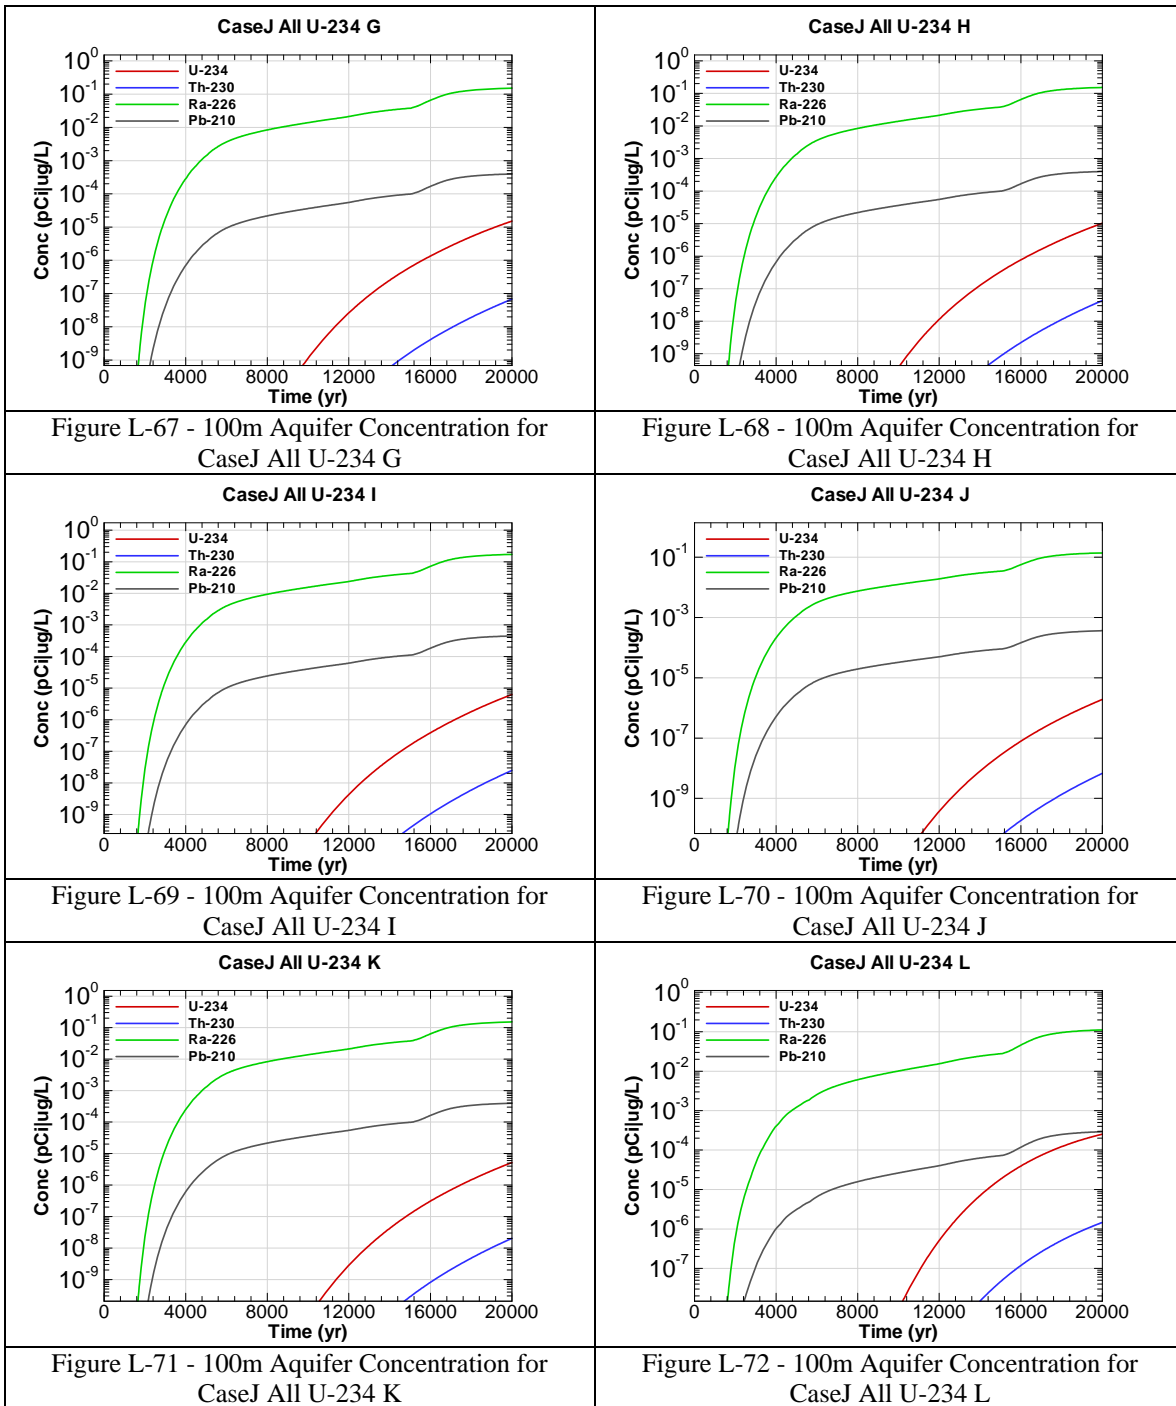 CaseJ All U-234 G
10^0
10^-1
10^-2
10^-3
10^-4
10^-5
10^-6
10^-7
10^-8
10^-9
Conc (pCi|ug/L)
U-234
Th-230
Ra-226
Pb-210
0 4000 8000 12000 16000 20000
Time (yr)
Figure L-67 - 100m Aquifer Concentration for
CaseJ All U-234 G
CaseJ All U-234 H
10^0
10^-1
10^-2
10^-3
10^-4
10^-5
10^-6
10^-7
10^-8
10^-9
Conc (pCi|ug/L)
U-234
Th-230
Ra-226
Pb-210
0 4000 8000 12000 16000 20000
Time (yr)
Figure L-68 - 100m Aquifer Concentration for
CaseJ All U-234 H
CaseJ All U-234 I
10^0
10^-1
10^-2
10^-3
10^-4
10^-5
10^-6
10^-7
10^-8
10^-9
Conc (pCi|ug/L)
U-234
Th-230
Ra-226
Pb-210
0 4000 8000 12000 16000 20000
Time (yr)
Figure L-69 - 100m Aquifer Concentration for
CaseJ All U-234 I
CaseJ All U-234 J
10^-1
10^-3
10^-5
10^-7
10^-9
Conc (pCi|ug/L)
U-234
Th-230
Ra-226
Pb-210
0 4000 8000 12000 16000 20000
Time (yr)
Figure L-70 - 100m Aquifer Concentration for
CaseJ All U-234 J
CaseJ All U-234 K
10^0
10^-1
10^-2
10^-3
10^-4
10^-5
10^-6
10^-7
10^-8
10^-9
Conc (pCi|ug/L)
U-234
Th-230
Ra-226
Pb-210
0 4000 8000 12000 16000 20000
Time (yr)
Figure L-71 - 100m Aquifer Concentration for
CaseJ All U-234 K
CaseJ All U-234 L
10^0
10^-1
10^-2
10^-3
10^-4
10^-5
10^-6
10^-7
Conc (pCi|ug/L)
U-234
Th-230
Ra-226
Pb-210
0 4000 8000 12000 16000 20000
Time (yr)
Figure L-72 - 100m Aquifer Concentration for
CaseJ All U-234 L